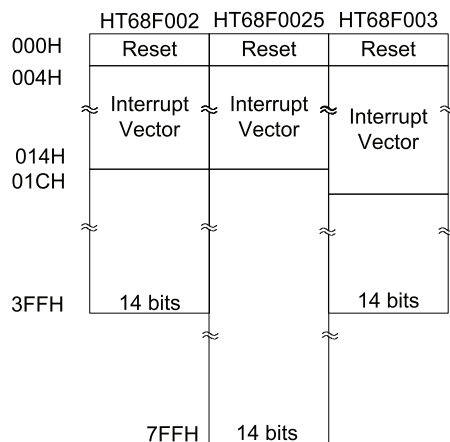 HT68F002 HT68F0025 HT68F003
000H Reset Reset Reset
004H
Interrupt Vector Interrupt Vector Interrupt Vector
014H
01CH
3FFH 14 bits 14 bits
7FFH 14 bits